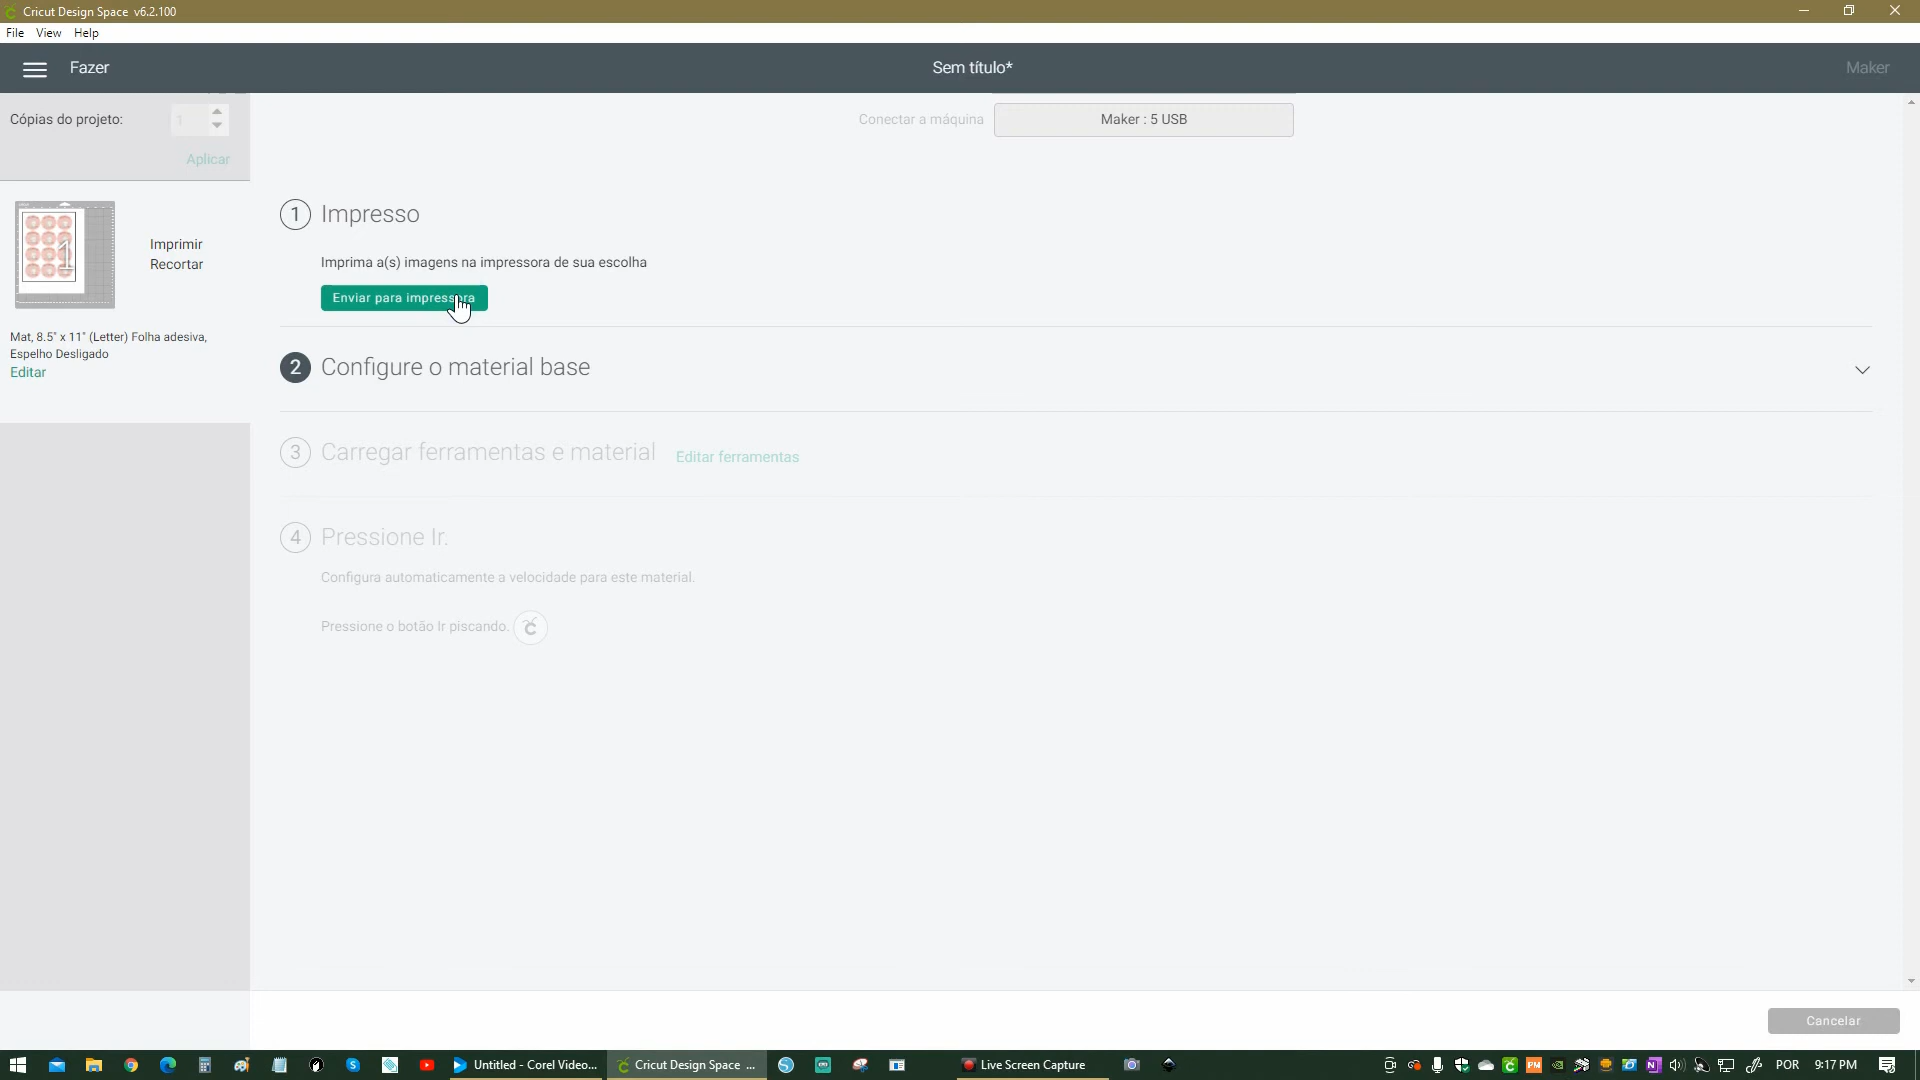 Cricut Design Space v6.2.100
File View Help
Fazer
Sem título*
Maker
Cópias do projeto:
1
Aplicar
Conectar a máquina
Maker : 5 USB
1
Imprimir
Recortar
Mat, 8.5" x 11" (Letter) Folha adesiva,
Espelho Desligado
Editar
1 Impresso
Imprima a(s) imagens na impressora de sua escolha
Enviar para impressora
2 Configure o material base
3 Carregar ferramentas e material Editar ferramentas
4 Pressione Ir.
Configura automaticamente a velocidade para este material.
Pressione o botão Ir piscando.
Cancelar
Untitled - Corel Video...
Cricut Design Space ...
Live Screen Capture
POR
9:17 PM